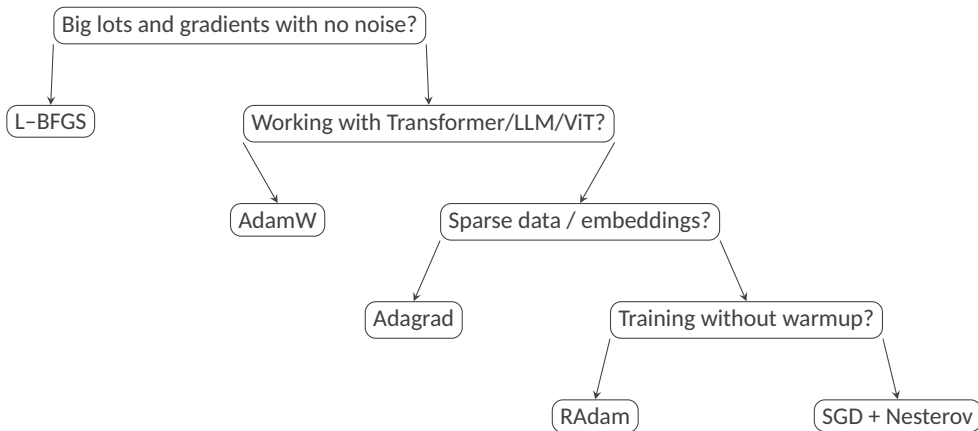 Big lots and gradients with no noise?
L–BFGS
Working with Transformer/LLM/ViT?
AdamW
Sparse data / embeddings?
Adagrad
Training without warmup?
RAdam
SGD + Nesterov